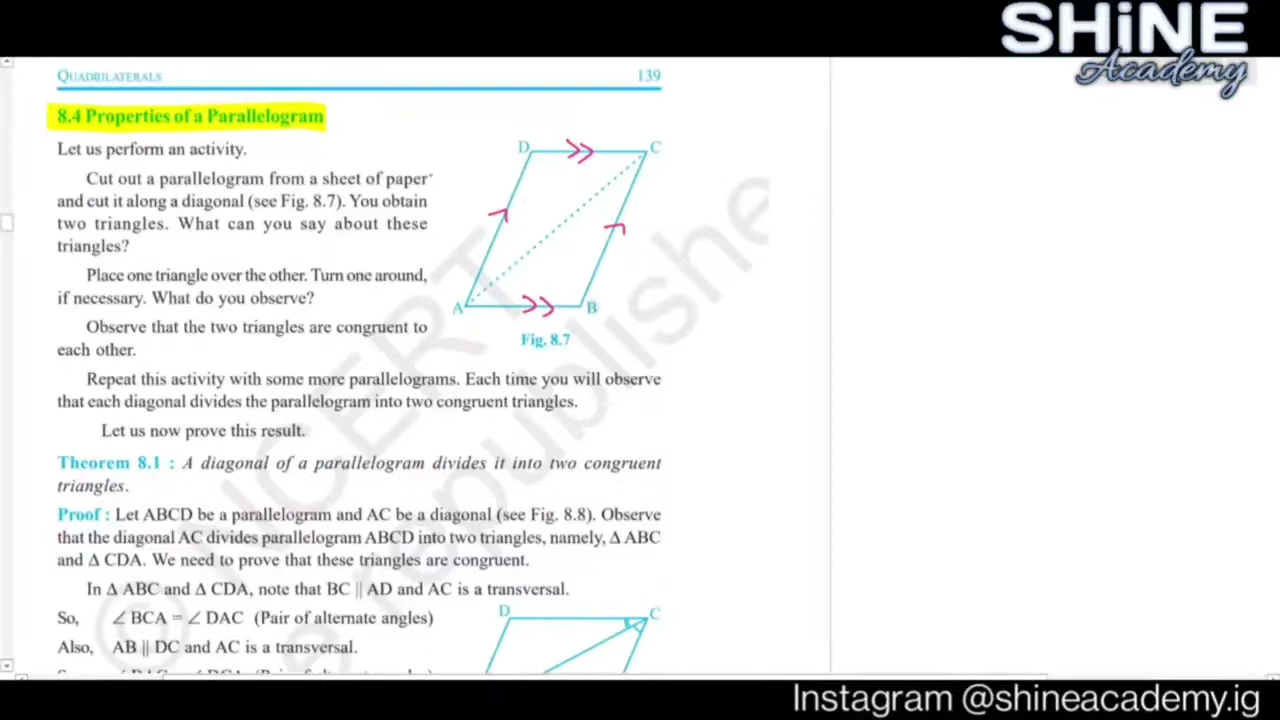 SHiNE
Academy
QUADRILATERALS 139
8.4 Properties of a Parallelogram
Let us perform an activity.
Cut out a parallelogram from a sheet of paper
and cut it along a diagonal (see Fig. 8.7). You obtain
two triangles. What can you say about these
triangles?
Place one triangle over the other. Turn one around,
if necessary. What do you observe?
Observe that the two triangles are congruent to
each other.
D C
A B
Fig. 8.7
Repeat this activity with some more parallelograms. Each time you will observe
that each diagonal divides the parallelogram into two congruent triangles.
Let us now prove this result.
Theorem 8.1 : A diagonal of a parallelogram divides it into two congruent
triangles.
Proof : Let ABCD be a parallelogram and AC be a diagonal (see Fig. 8.8). Observe
that the diagonal AC divides parallelogram ABCD into two triangles, namely, Δ ABC
and Δ CDA. We need to prove that these triangles are congruent.
In Δ ABC and Δ CDA, note that BC || AD and AC is a transversal.
So, ∠ BCA = ∠ DAC (Pair of alternate angles)
Also, AB || DC and AC is a transversal.
D C
© NCERT
republishe
Instagram @shineacademy.ig